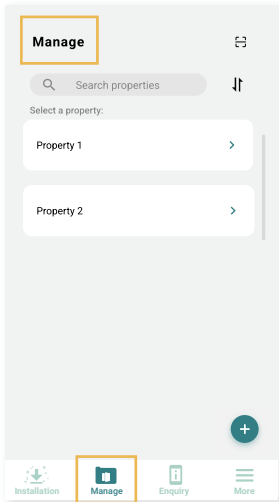 Manage
Search properties
Select a property:
Property 1
Property 2
Installation
Manage
Enquiry
More